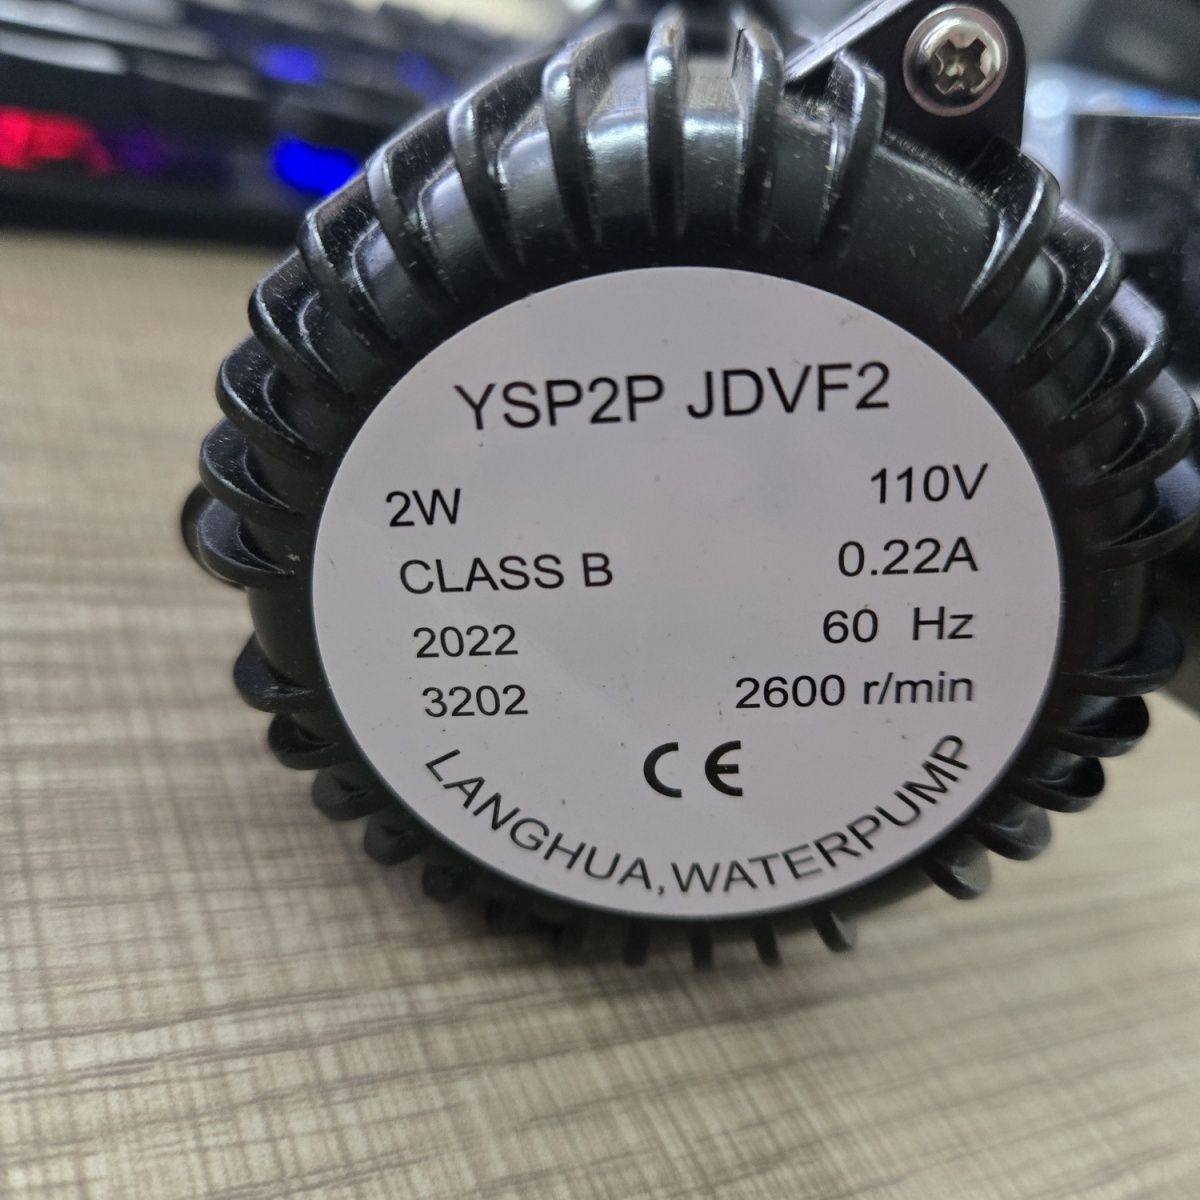 YSP2P JDVF2
2W 110V
CLASS B 0.22A
2022 60 Hz
3202 2600 r/min
CE
LANGHUA,WATERPUMP